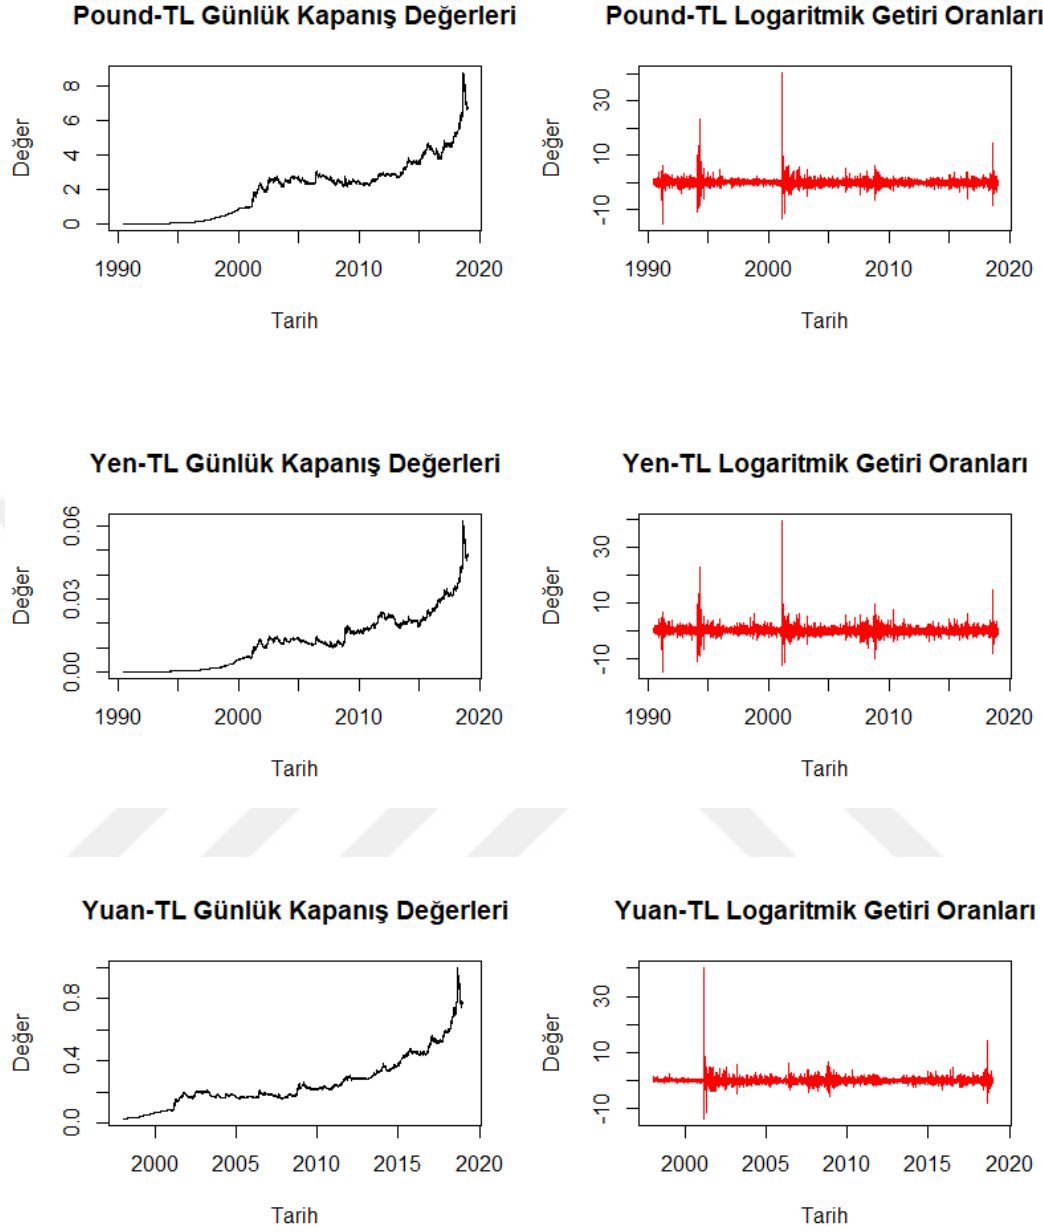 Pound-TL Günlük Kapanış Değerleri
Değer
0 2 4 6 8
1990 2000 2010 2020
Tarih
Pound-TL Logaritmik Getiri Oranları
Değer
-10 10 30
1990 2000 2010 2020
Tarih
Yen-TL Günlük Kapanış Değerleri
Değer
0.00 0.03 0.06
1990 2000 2010 2020
Tarih
Yen-TL Logaritmik Getiri Oranları
Değer
-10 10 30
1990 2000 2010 2020
Tarih
Yuan-TL Günlük Kapanış Değerleri
Değer
0.0 0.4 0.8
2000 2005 2010 2015 2020
Tarih
Yuan-TL Logaritmik Getiri Oranları
Değer
-10 10 30
2000 2005 2010 2015 2020
Tarih